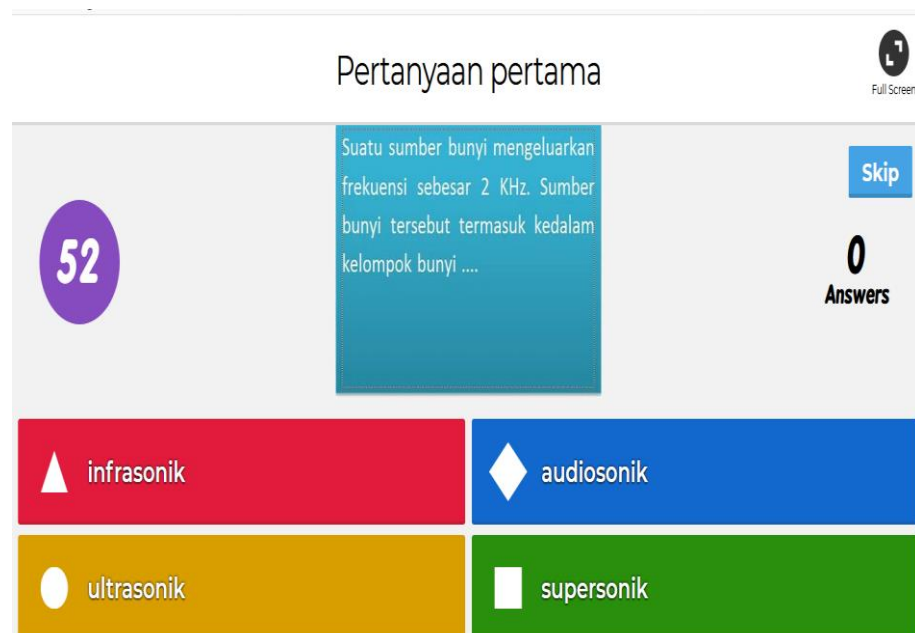 Pertanyaan pertama
Full Screen
Suatu sumber bunyi mengeluarkan
frekuensi sebesar 2 KHz. Sumber
bunyi tersebut termasuk kedalam
kelompok bunyi ....
Skip
52
0
Answers
infrasonik
audiosonik
ultrasonik
supersonik